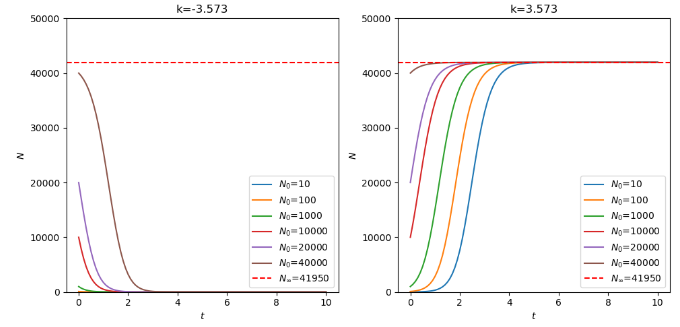 k=-3.573
50000
40000
30000
20000
10000
0
N
0 2 4 6 8 10
t
N₀=10
N₀=100
N₀=1000
N₀=10000
N₀=20000
N₀=40000
N∞=41950
k=3.573
50000
40000
30000
20000
10000
0
N
0 2 4 6 8 10
t
N₀=10
N₀=100
N₀=1000
N₀=10000
N₀=20000
N₀=40000
N∞=41950